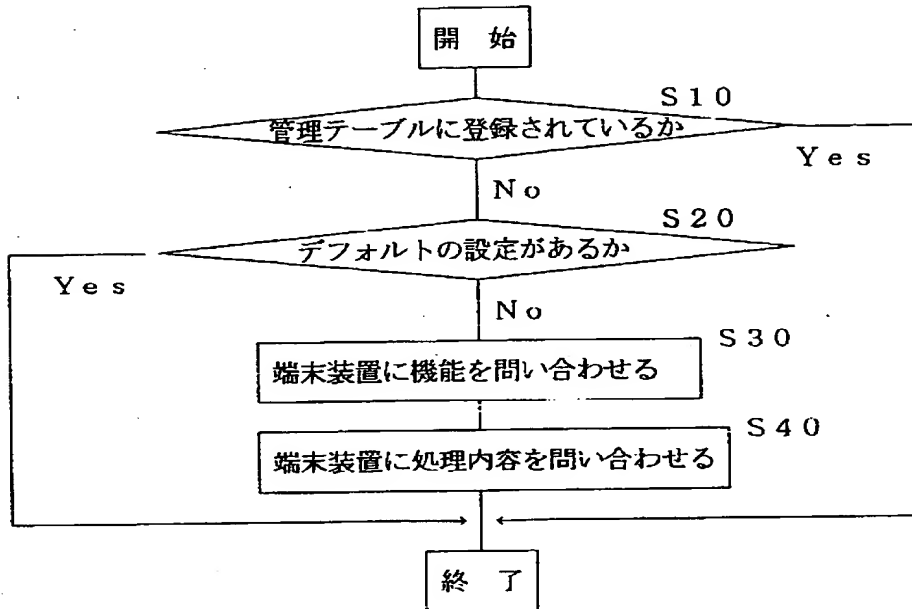 開　始
S10
管理テーブルに登録されているか
Yes
No
S20
デフォルトの設定があるか
Yes
No
S30
端末装置に機能を問い合わせる
S40
端末装置に処理内容を問い合わせる
終　了